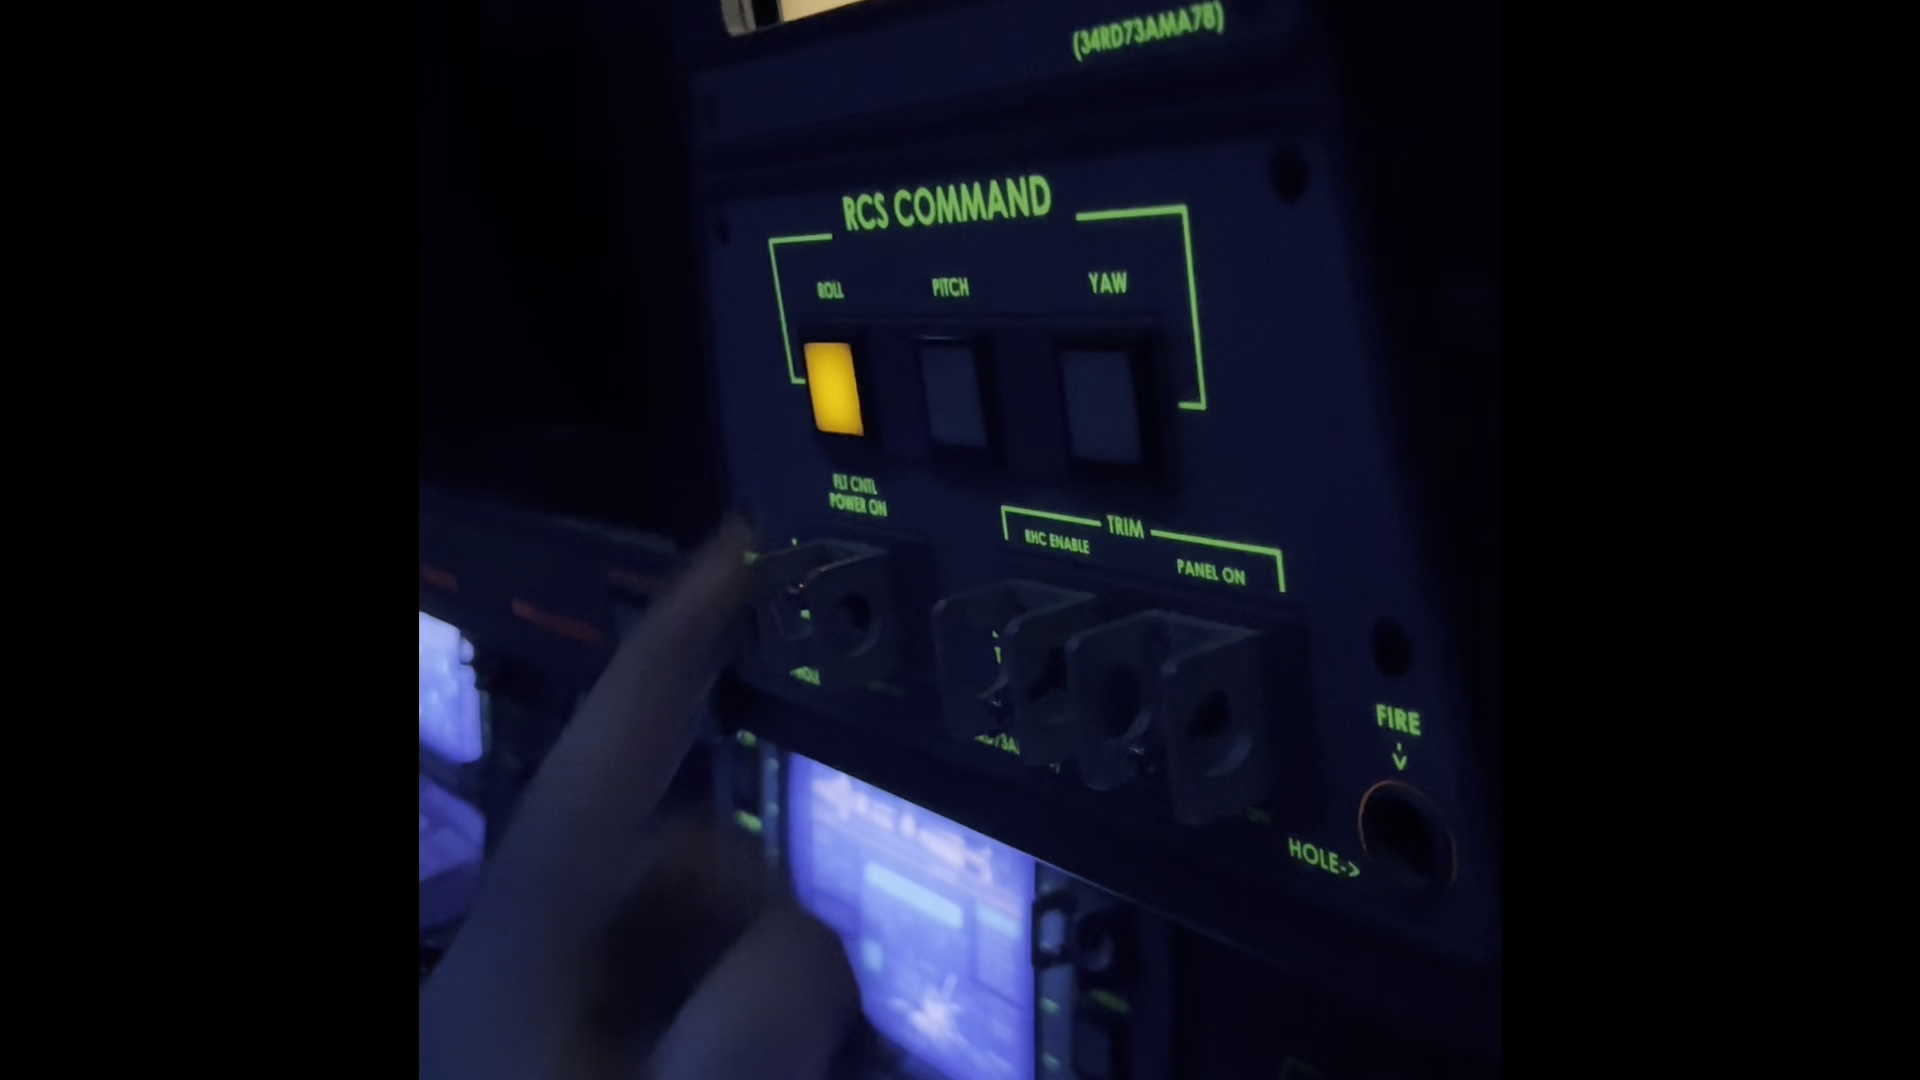 (34RD73AMA78)
RCS COMMAND
ROLL PITCH YAW
FLT CNTL
POWER ON
TRIM
RHC ENABLE
PANEL ON
FIRE
HOLE->